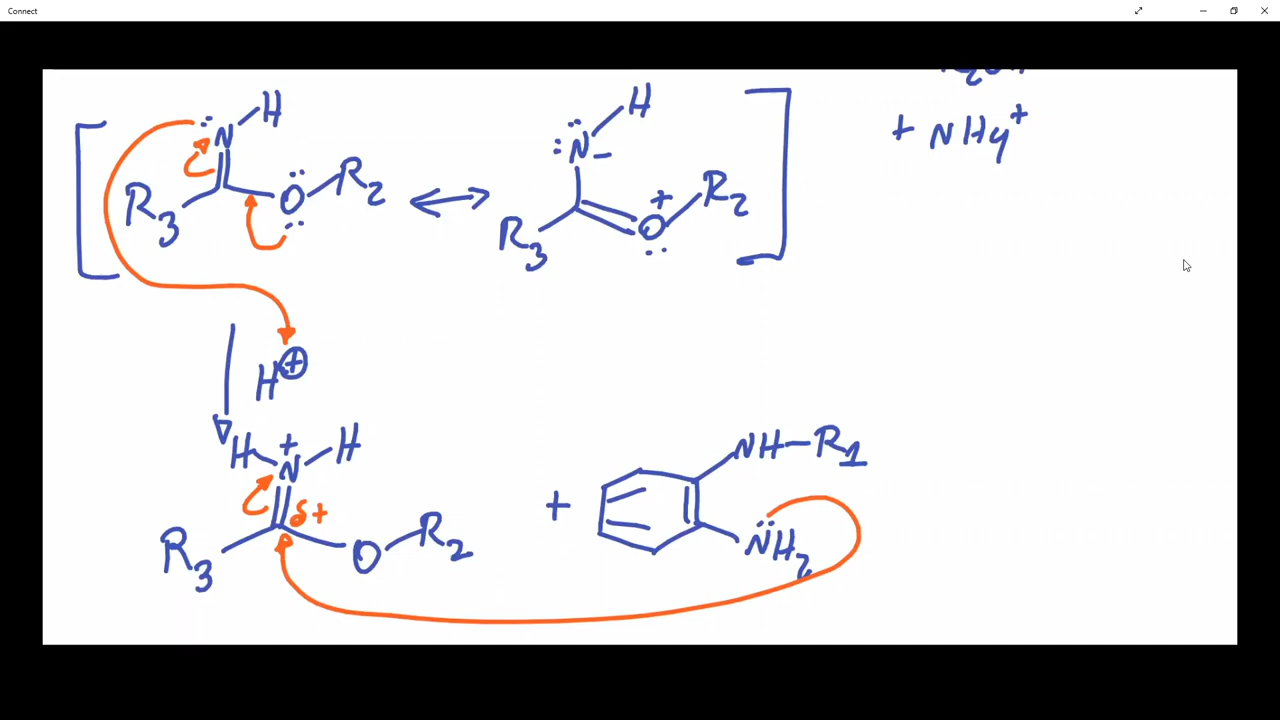 Connect
+ NH4+
H
:N
R3
O
R2
H
:N−
R3
O+
R2
H+
H
N+
H
δ+
R3
O
R2
+
NH—R1
NH2